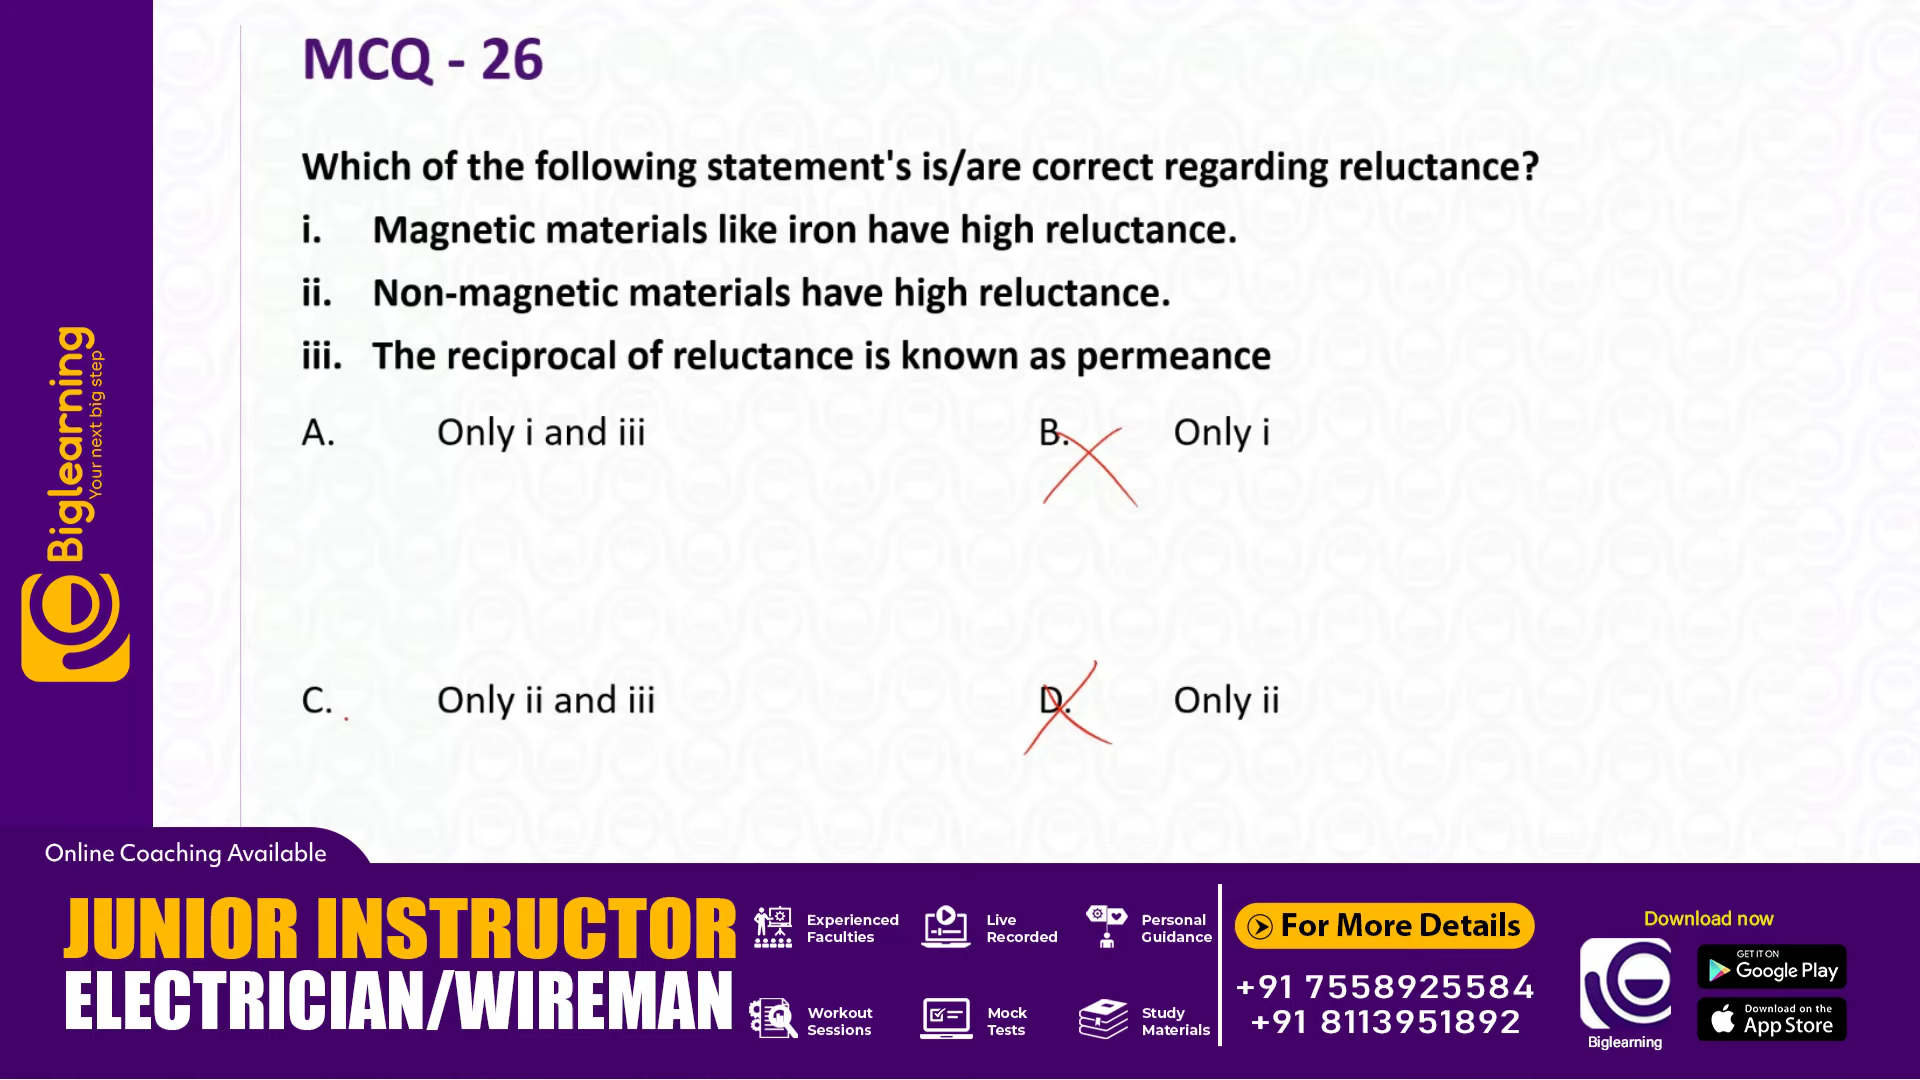 MCQ - 26
Which of the following statement's is/are correct regarding reluctance?
i. Magnetic materials like iron have high reluctance.
ii. Non-magnetic materials have high reluctance.
iii. The reciprocal of reluctance is known as permeance
A. Only i and iii
B. Only i
C. Only ii and iii
D. Only ii
Biglearning
Your next big step
Online Coaching Available
JUNIOR INSTRUCTOR
ELECTRICIAN/WIREMAN
Experienced
Faculties
Live
Recorded
Personal
Guidance
Workout
Sessions
Mock
Tests
Study
Materials
For More Details
+91 7558925584
+91 8113951892
Download now
Biglearning
GET IT ON
Google Play
Download on the
App Store